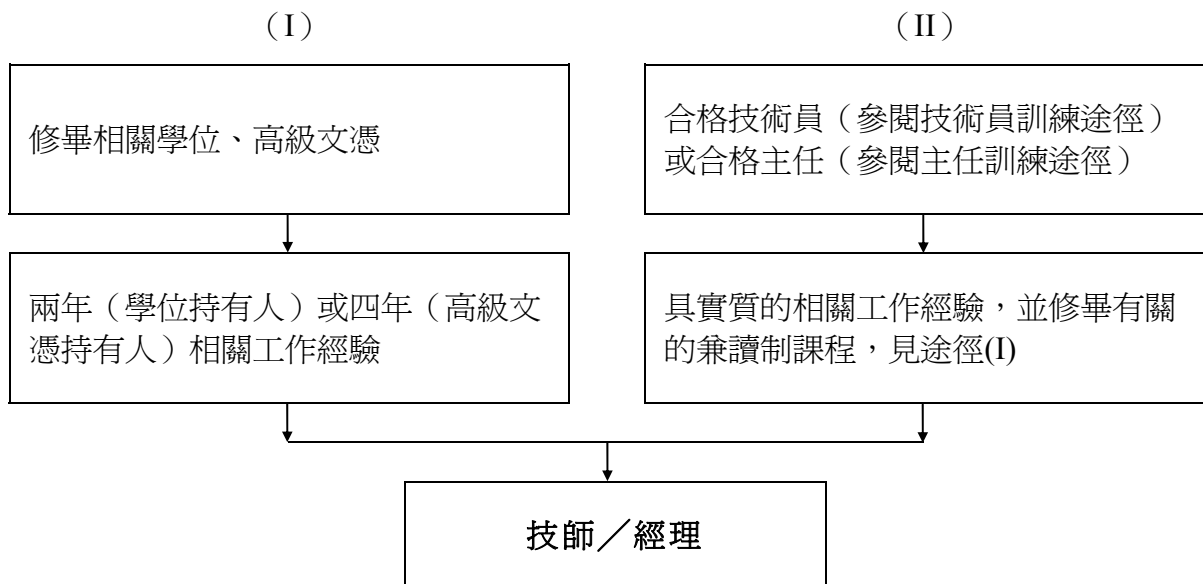 （I）
修畢相關學位、高級文憑
兩年（學位持有人）或四年（高級文
憑持有人）相關工作經驗
（II）
合格技術員（參閱技術員訓練途徑）
或合格主任（參閱主任訓練途徑）
具實質的相關工作經驗，並修畢有關
的兼讀制課程，見途徑(I)
技師／經理